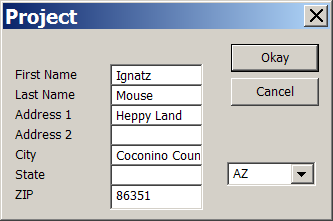 Project
Okay
First Name Ignatz
Last Name Mouse
Cancel
Address 1 Heppy Land
Address 2
City Coconino Coun
State AZ
ZIP 86351